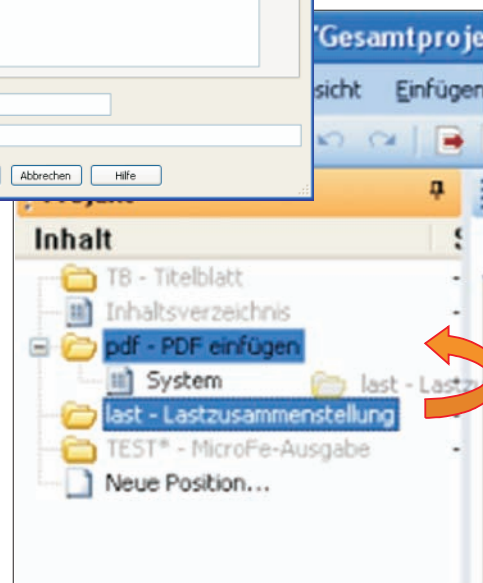 'Gesamtproje
sicht Einfügen
Abbrechen Hilfe
Inhalt
TB - Titelblatt
Inhaltsverzeichnis
pdf - PDF einfügen
System last - Lastzu
last - Lastzusammenstellung
TEST* - MicroFe-Ausgabe
Neue Position...